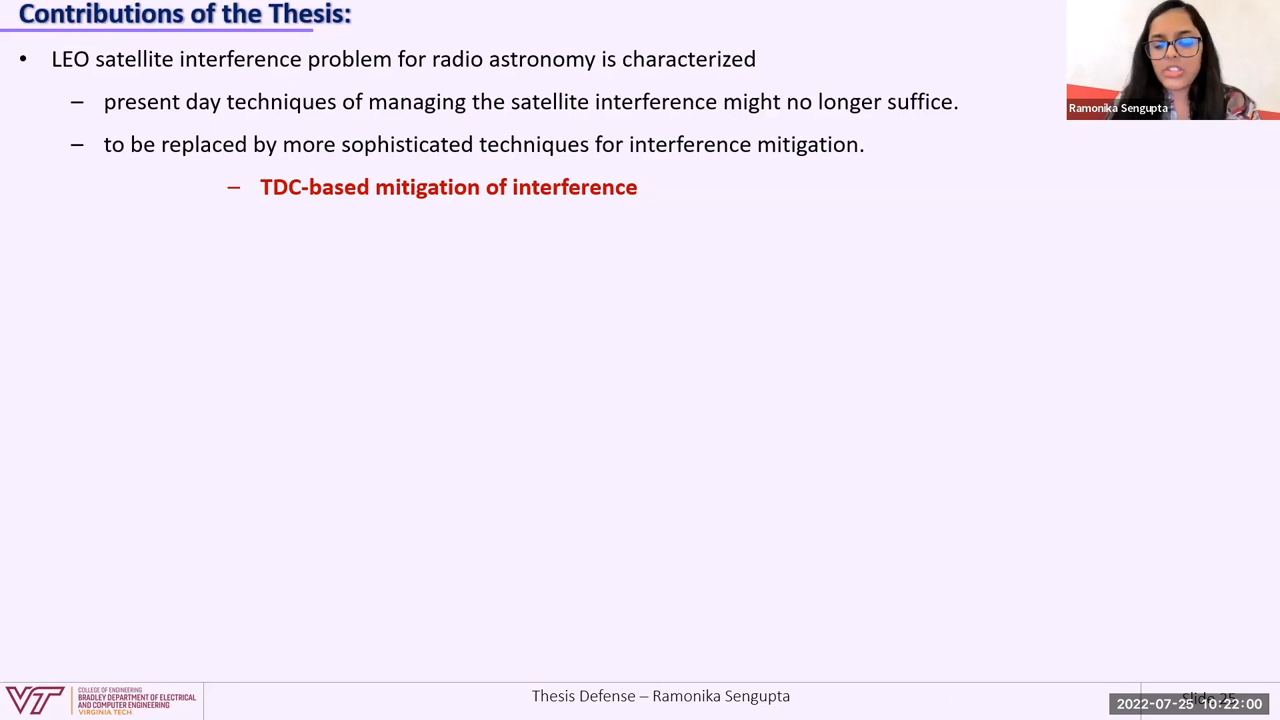 Contributions of the Thesis:
• LEO satellite interference problem for radio astronomy is characterized
– present day techniques of managing the satellite interference might no longer suffice.
– to be replaced by more sophisticated techniques for interference mitigation.
– TDC-based mitigation of interference
Ramonika Sengupta
VT
COLLEGE OF ENGINEERING
BRADLEY DEPARTMENT OF ELECTRICAL
AND COMPUTER ENGINEERING
VIRGINIA TECH
Thesis Defense – Ramonika Sengupta
2022-07-25 10:22:00